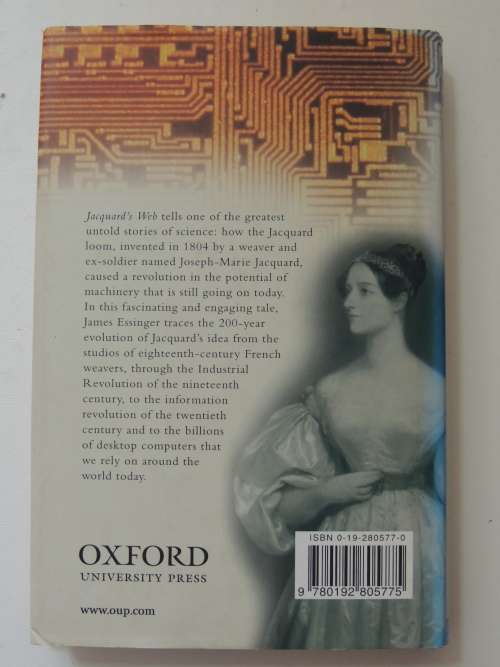 Jacquard's Web tells one of the greatest
untold stories of science: how the Jacquard
loom, invented in 1804 by a weaver and
ex-soldier named Joseph-Marie Jacquard,
caused a revolution in the potential of
machinery that is still going on today.
In this fascinating and engaging tale,
James Essinger traces the 200-year
evolution of Jacquard's idea from the
studios of eighteenth-century French
weavers, through the Industrial
Revolution of the nineteenth
century, to the information
revolution of the twentieth
century and to the billions
of desktop computers that
we rely on around the
world today.
OXFORD
UNIVERSITY PRESS
www.oup.com
ISBN 0-19-280577-0
9 780192 805775